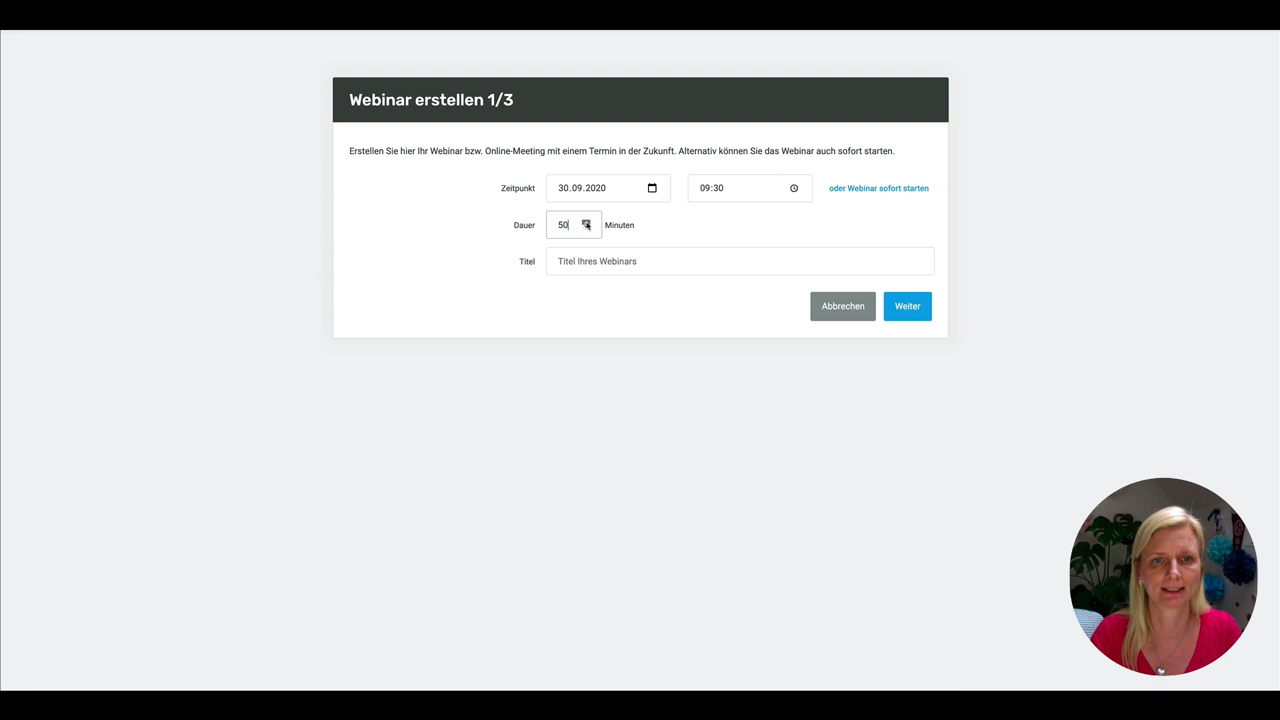 Webinar erstellen 1/3
Erstellen Sie hier Ihr Webinar bzw. Online-Meeting mit einem Termin in der Zukunft. Alternativ können Sie das Webinar auch sofort starten.
Zeitpunkt 30.09.2020 09:30 oder Webinar sofort starten
Dauer 50 Minuten
Titel Titel Ihres Webinars
Abbrechen Weiter